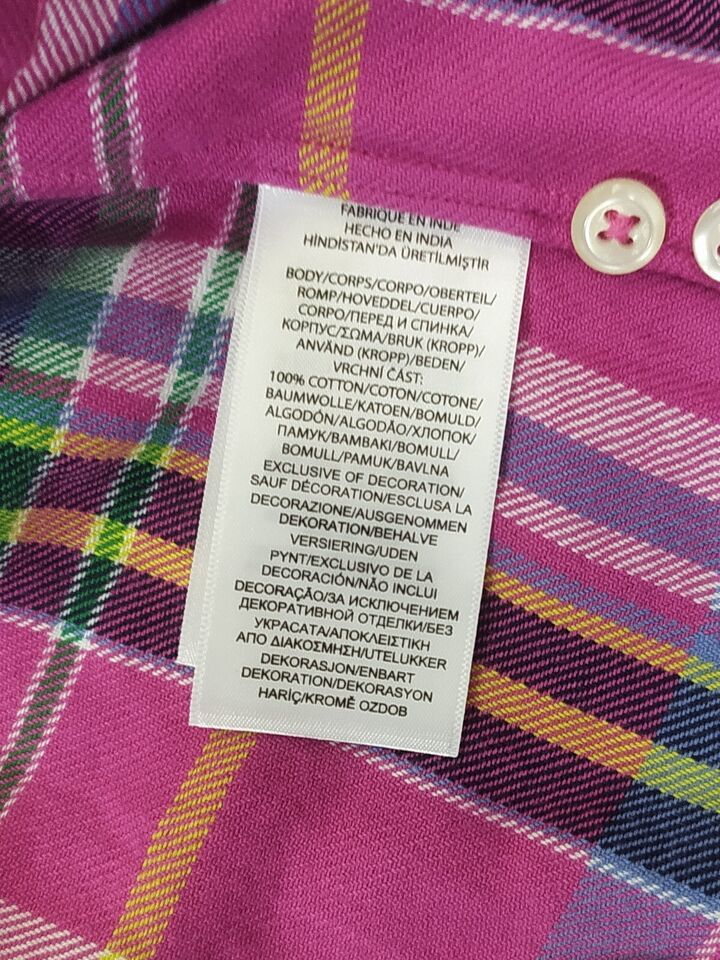 FABRIQUÉ EN INDE
HECHO EN INDIA
HİNDİSTAN'DA ÜRETİLMİŞTİR
BODY/CORPS/CORPO/OBERTEIL/
ROMP/HOVEDDEL/CUERPO/
CORPO/ПЕРЕД И СПИНКА/
КОРПУС/ΣΩΜΑ/BRUK (KROPP)/
ANVÄND (KROPP)/BEDEN/
VRCHNÍ ČÁST:
100% COTTON/COTON/COTONE/
BAUMWOLLE/KATOEN/BOMULD/
ALGODÓN/ALGODÃO/ХЛОПОК/
ПАМУК/ΒΑΜΒΑΚΙ/BOMULL/
BOMULL/PAMUK/BAVLNA
EXCLUSIVE OF DECORATION/
SAUF DÉCORATION/ESCLUSA LA
DECORAZIONE/AUSGENOMMEN
DEKORATION/BEHALVE
VERSIERING/UDEN
PYNT/EXCLUSIVO DE LA
DECORACIÓN/NÃO INCLUI
DECORAÇÃO/ЗА ИСКЛЮЧЕНИЕМ
ДЕКОРАТИВНОЙ ОТДЕЛКИ/БЕЗ
УКРАСАТА/ΑΠΟΚΛΕΙΣΤΙΚΗ
ΑΠΟ ΔΙΑΚΟΣΜΗΣΗ/UTELUKKER
DEKORASJON/ENBART
DEKORATION/DEKORASYON
HARİÇ/KROMĚ OZDOB